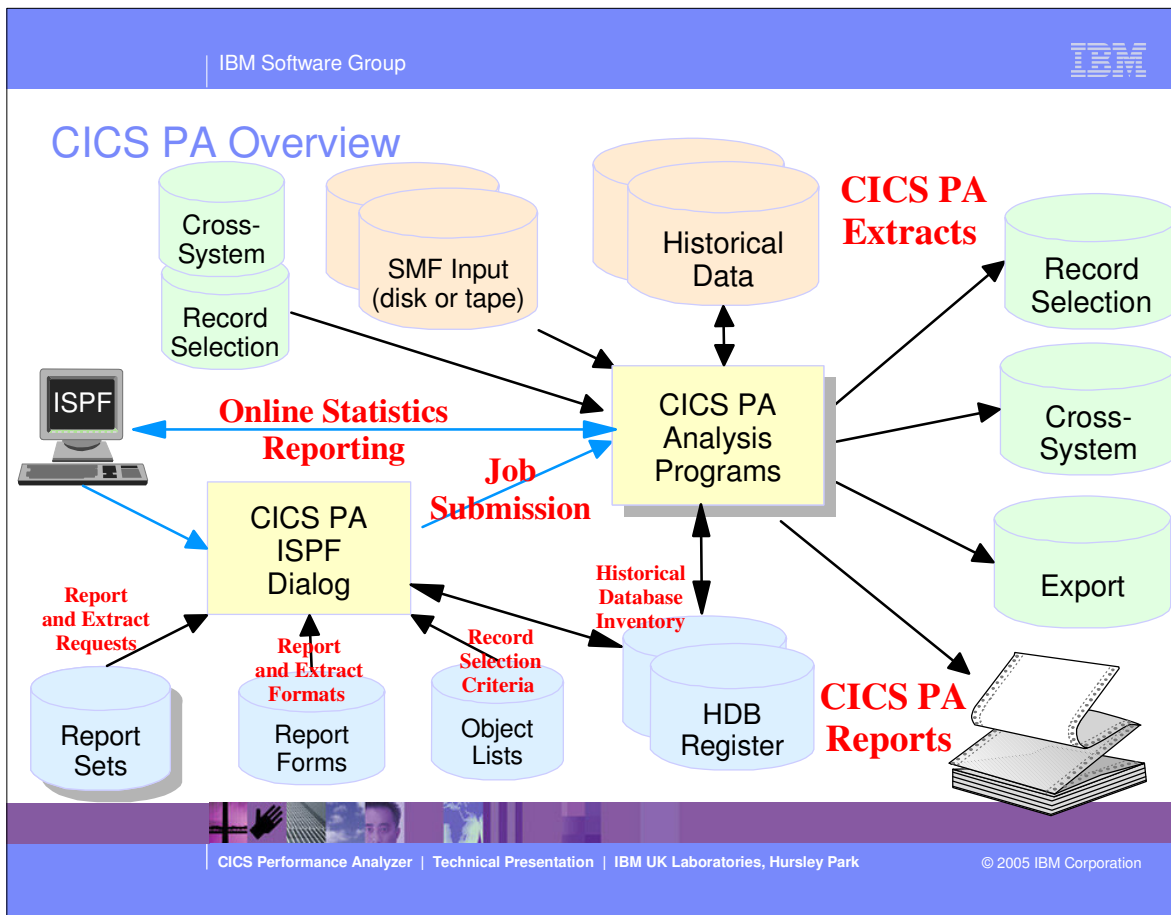 IBM Software Group
IBM
CICS PA Overview
Cross-
System
Record
Selection
SMF Input
(disk or tape)
Historical
Data
CICS PA
Extracts
Record
Selection
Cross-
System
Export
ISPF
Online Statistics
Reporting
CICS PA
Analysis
Programs
Job
Submission
CICS PA
ISPF
Dialog
Report
and Extract
Requests
Report
and Extract
Formats
Record
Selection
Criteria
Historical
Database
Inventory
Report
Sets
Report
Forms
Object
Lists
HDB
Register
CICS PA
Reports
CICS Performance Analyzer | Technical Presentation | IBM UK Laboratories, Hursley Park
© 2005 IBM Corporation